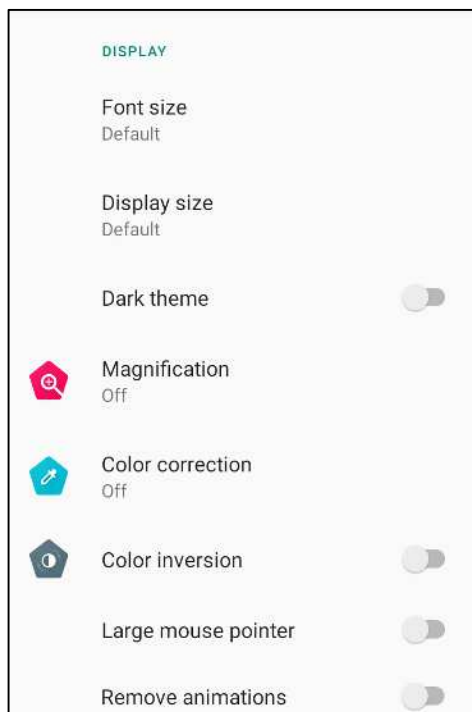 DISPLAY
Font size
Default
Display size
Default
Dark theme
Magnification
Off
Color correction
Off
Color inversion
Large mouse pointer
Remove animations